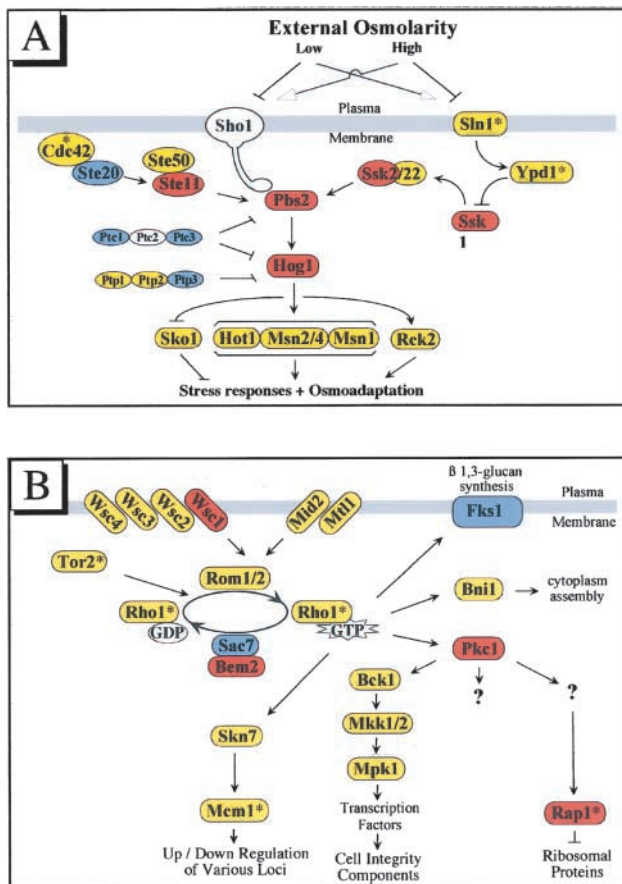 A
External Osmolarity
Low High
Plasma
Membrane
Sho1
Sln1*
*
Cdc42
Ste20
Ste50
Ste11
Ssk2/22
Ypd1*
Pbs2
Ssk
1
Ptc1 Ptc2 Ptc3
Hog1
Ptp1 Ptp2 Ptp3
Sko1 Hot1 Msn2/4 Msn1 Rck2
Stress responses + Osmoadaptation
B
β 1,3-glucan
synthesis
Plasma
Membrane
Wsc4 Wsc3 Wsc2 Wsc1
Mid2 Mtl1
Fks1
Tor2*
Rom1/2
Bni1
cytoplasm
assembly
Rho1*
GDP
Rho1*
GTP
Sac7
Bem2
Pkc1
Bck1
? ?
Skn7
Mkk1/2
Mpk1
Mcm1*
Transcription
Factors
Rap1*
Up / Down Regulation
of Various Loci
Cell Integrity
Components
Ribosomal
Proteins